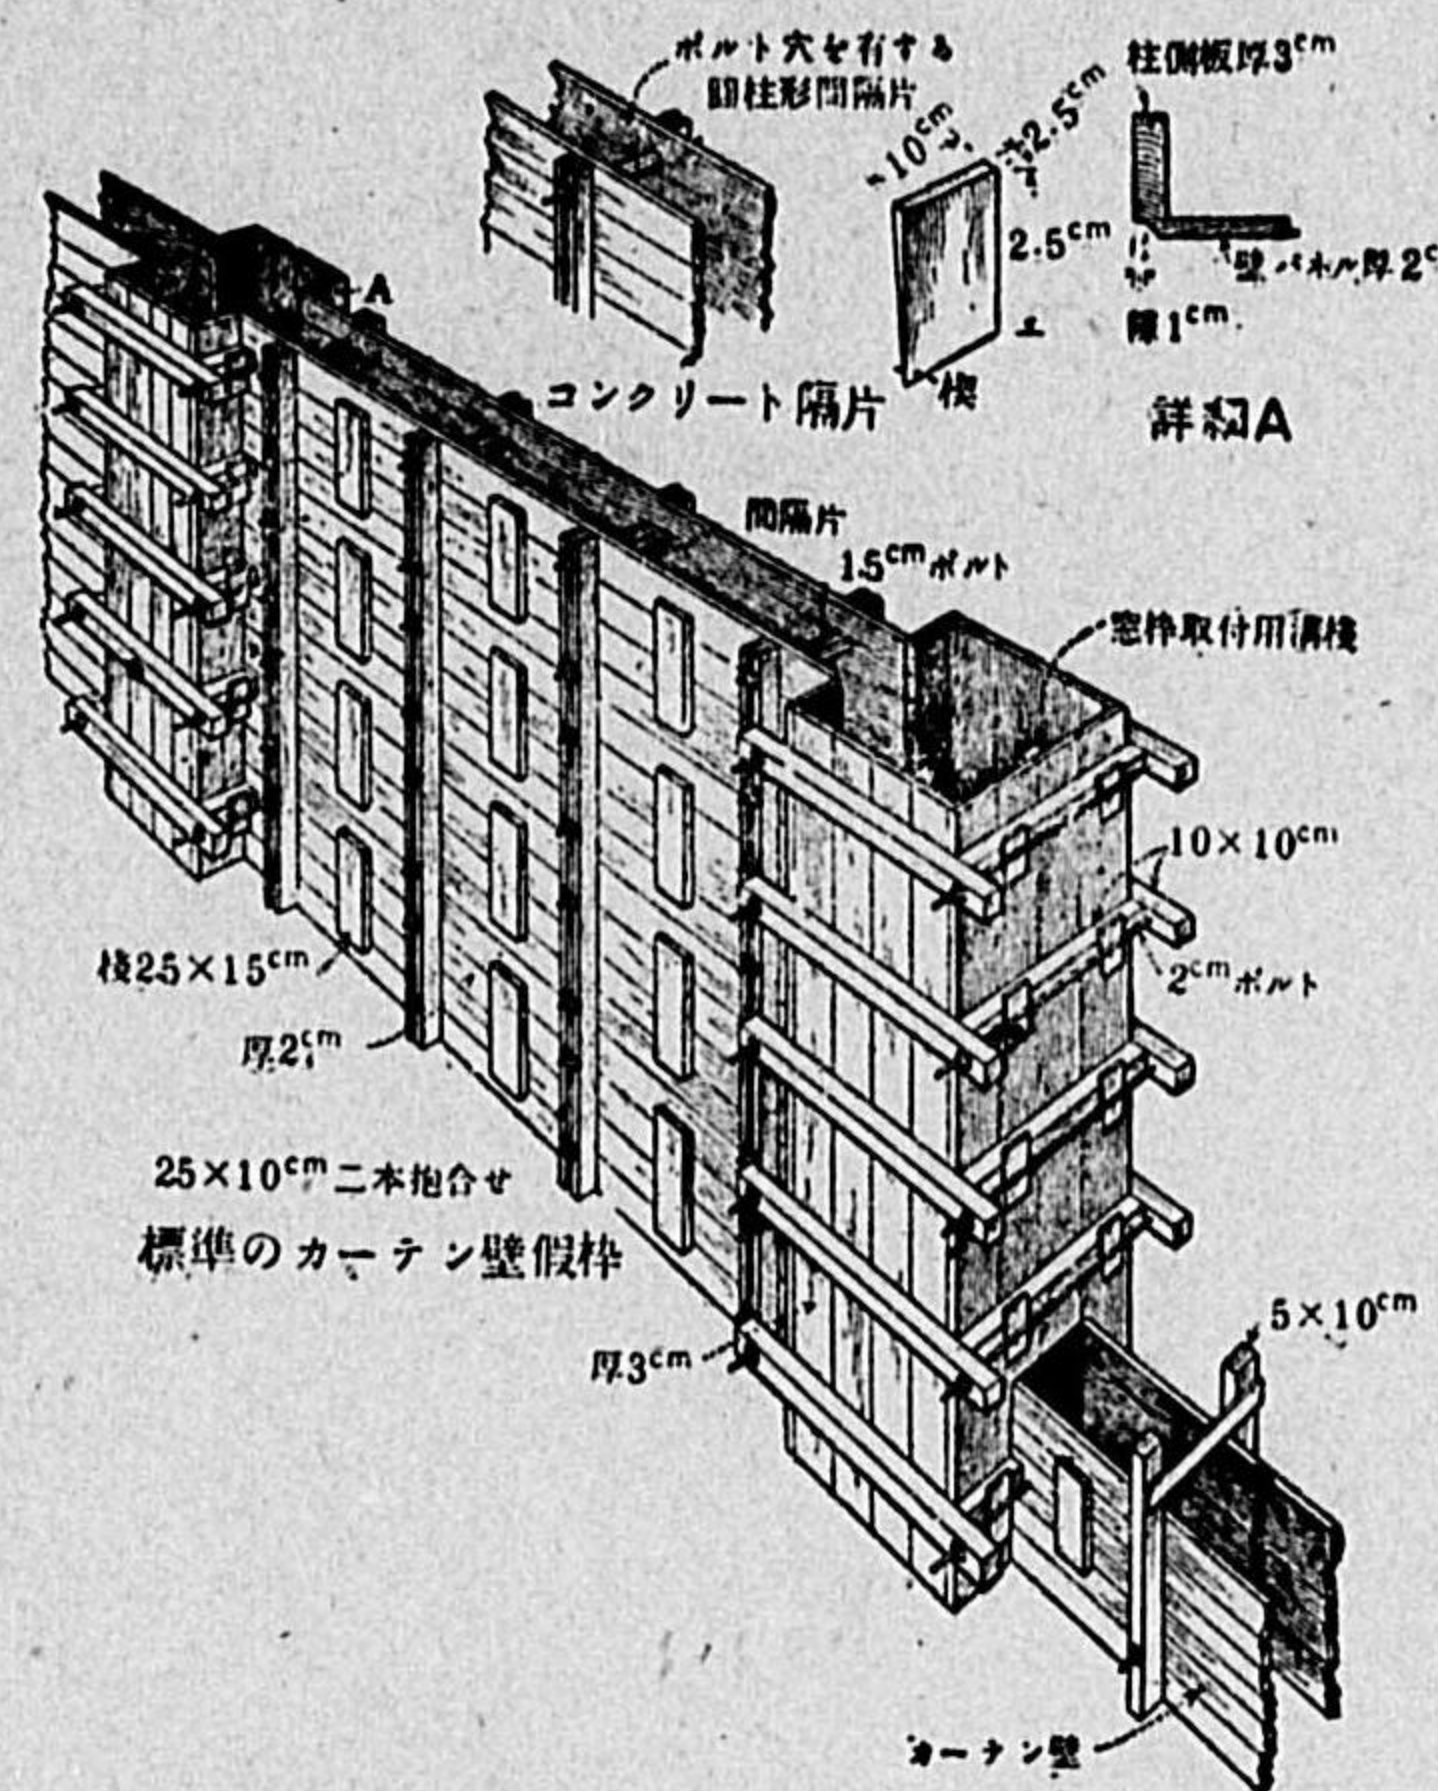 ボルト穴を有する
圓柱形間隔片
柱側板厚3cm
10cm
2.5cm
2.5cm
壁パネル厚2c
隙1cm.
楔
コンクリート隔片
詳細A
A
間隔片
1.5cmボルト
窓枠取付用溝棧
10×10cm
2cmボルト
棧2.5×15cm
厚2cm
2.5×10cm二本抱合せ
標準のカーテン壁假枠
厚3cm
5×10cm
カーテン壁